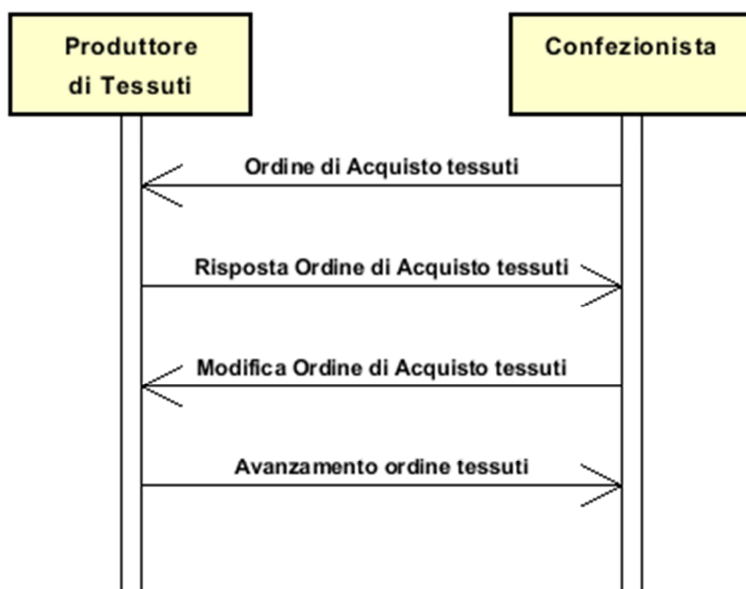 Produttore
di Tessuti
Confezionista
Ordine di Acquisto tessuti
Risposta Ordine di Acquisto tessuti
Modifica Ordine di Acquisto tessuti
Avanzamento ordine tessuti